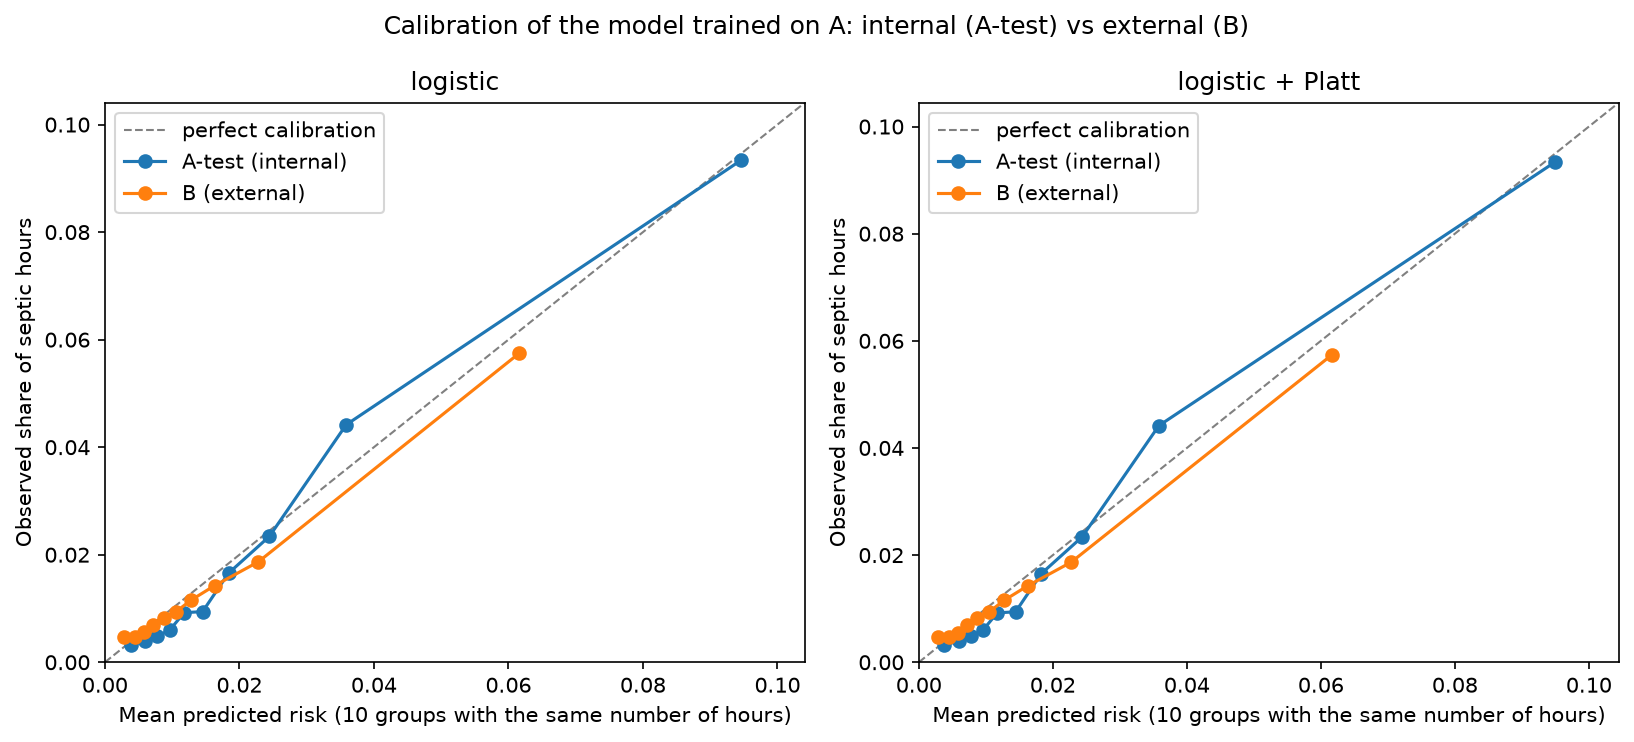 Calibration of the model trained on A: internal (A-test) vs external (B)
logistic
perfect calibration
A-test (internal)
B (external)
0.10
0.08
0.06
0.04
0.02
0.00
Observed share of septic hours
0.00 0.02 0.04 0.06 0.08 0.10
Mean predicted risk (10 groups with the same number of hours)
logistic + Platt
perfect calibration
A-test (internal)
B (external)
0.10
0.08
0.06
0.04
0.02
0.00
Observed share of septic hours
0.00 0.02 0.04 0.06 0.08 0.10
Mean predicted risk (10 groups with the same number of hours)